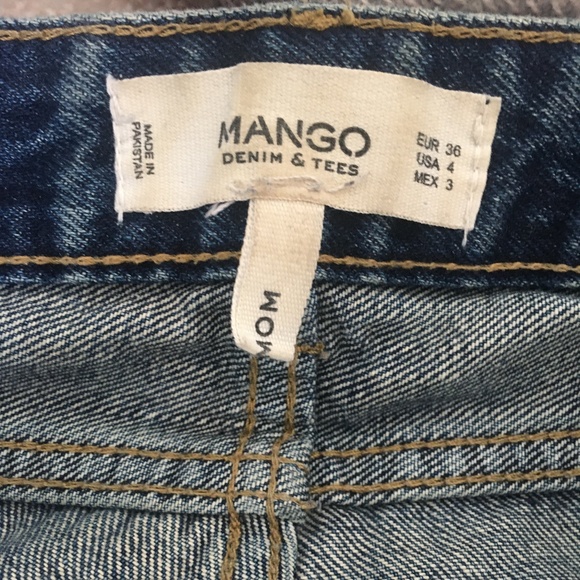 MADE IN
PAKISTAN
MANGO
DENIM & TEES
EUR 36
USA 4
MEX 3
MOM